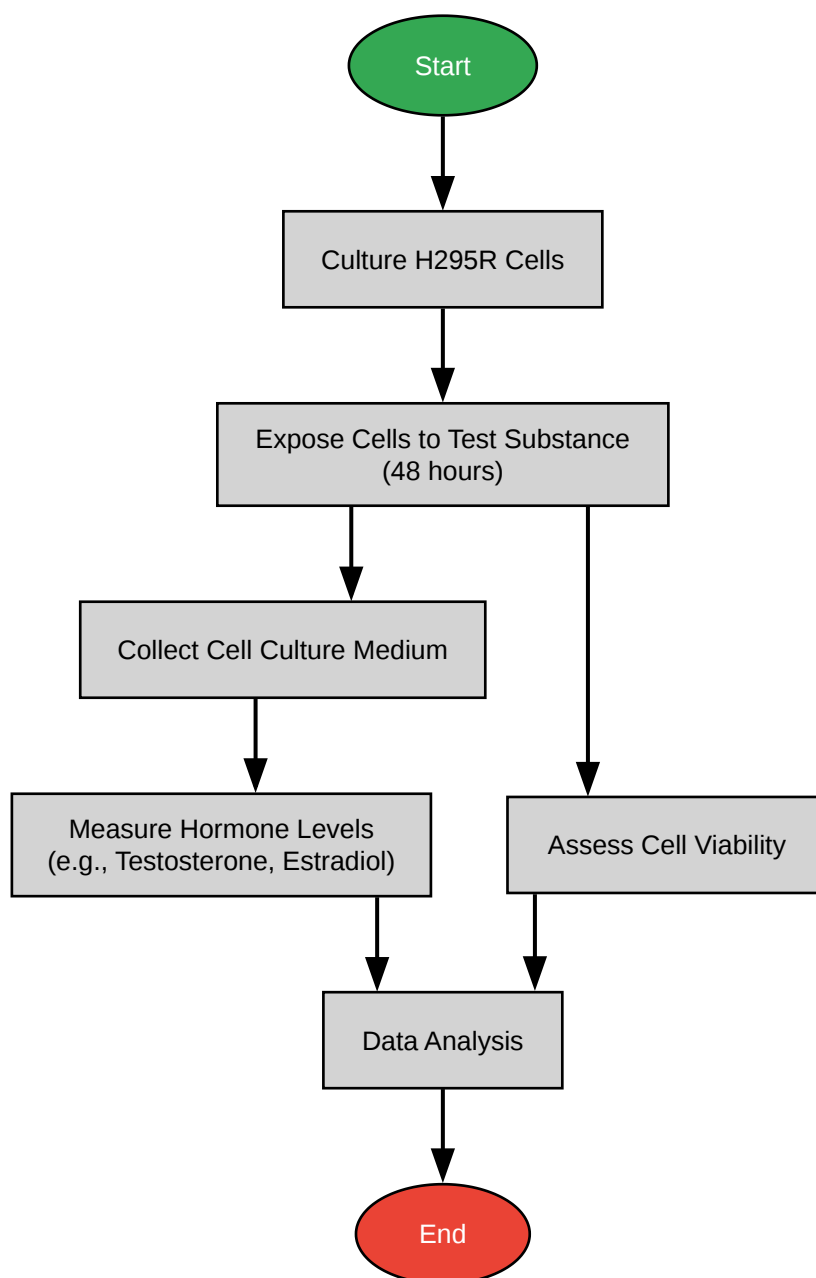 Start
Culture H295R Cells
Expose Cells to Test Substance
(48 hours)
Collect Cell Culture Medium
Measure Hormone Levels
(e.g., Testosterone, Estradiol)
Assess Cell Viability
Data Analysis
End